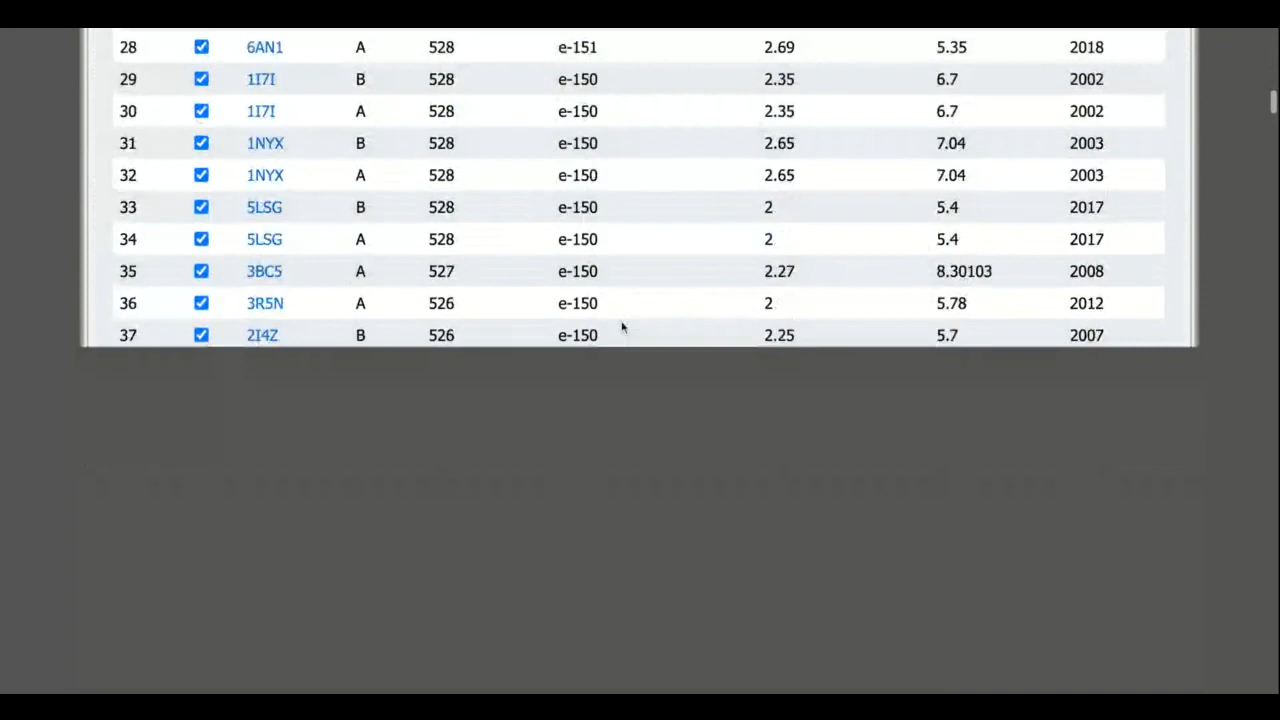 28 6AN1 A 528 e-151 2.69 5.35 2018
29 1I7I B 528 e-150 2.35 6.7 2002
30 1I7I A 528 e-150 2.35 6.7 2002
31 1NYX B 528 e-150 2.65 7.04 2003
32 1NYX A 528 e-150 2.65 7.04 2003
33 5LSG B 528 e-150 2 5.4 2017
34 5LSG A 528 e-150 2 5.4 2017
35 3BC5 A 527 e-150 2.27 8.30103 2008
36 3R5N A 526 e-150 2 5.78 2012
37 2I4Z B 526 e-150 2.25 5.7 2007